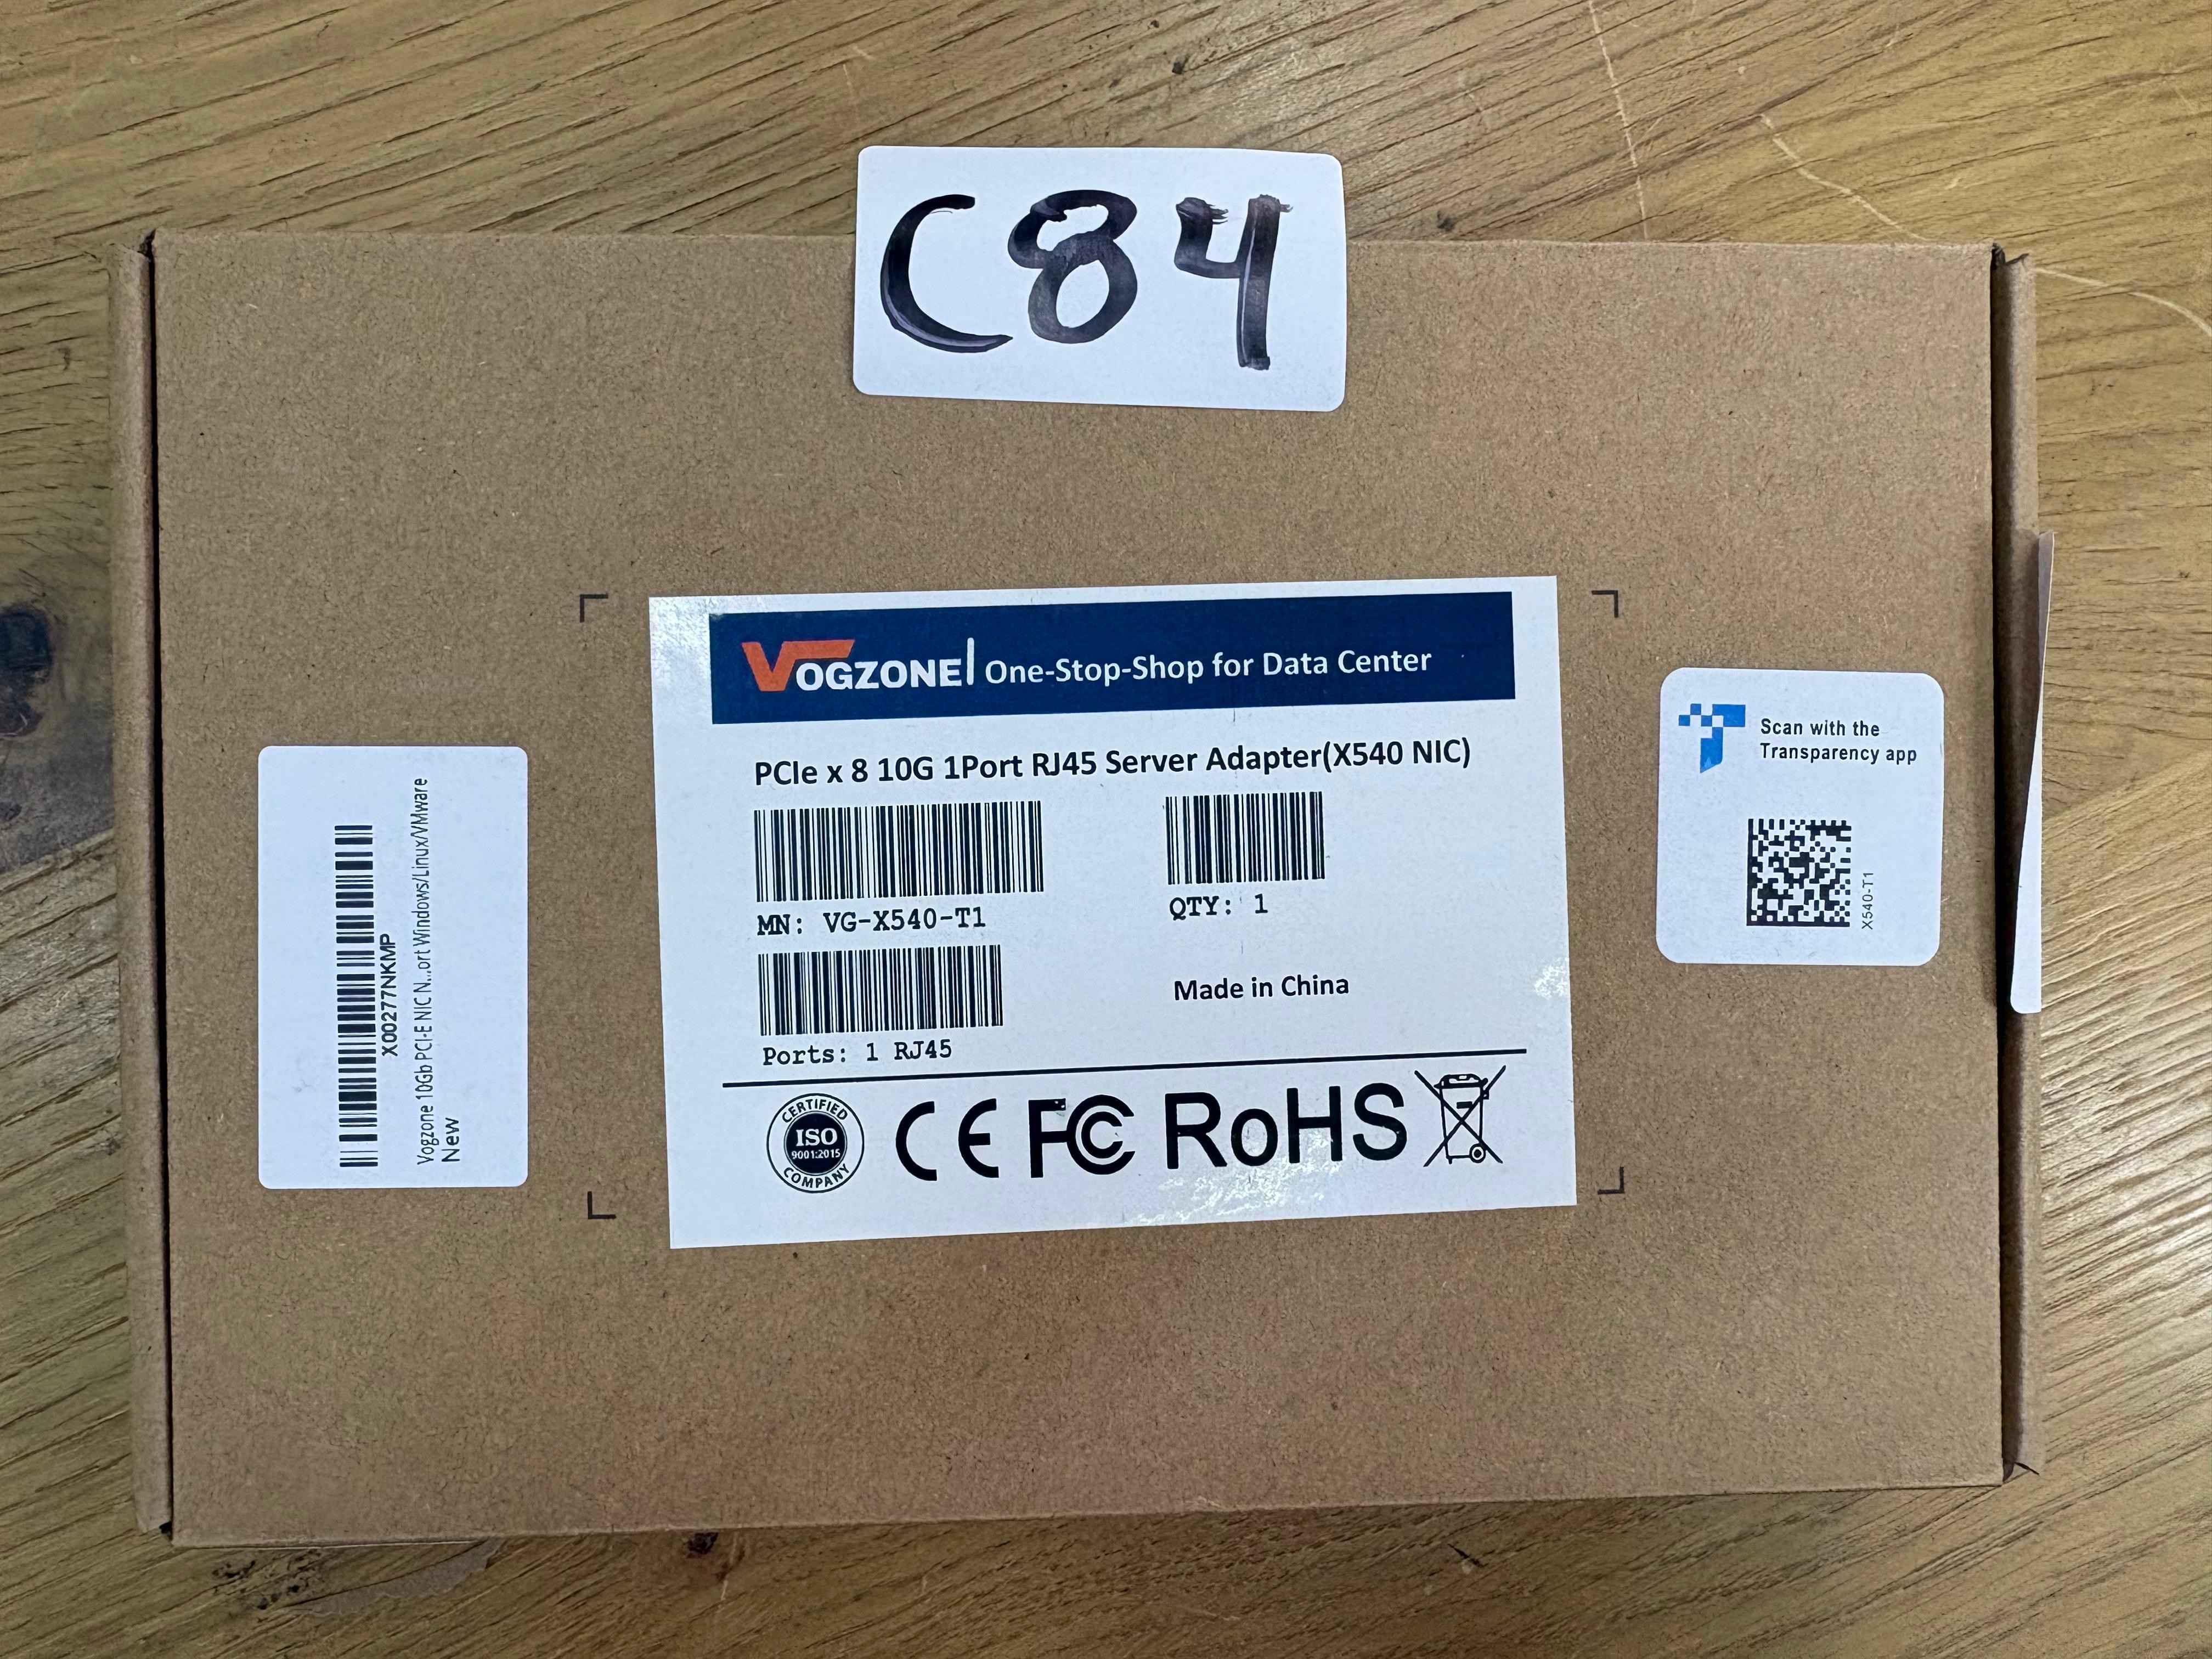 C84
VOGZONE One-Stop-Shop for Data Center
PCIe x 8 10G 1Port RJ45 Server Adapter(X540 NIC)
MN: VG-X540-T1
QTY: 1
Made in China
Ports: 1 RJ45
CERTIFIED
ISO
9001:2015
COMPANY
CE FC RoHS
X00277NKMP
Vogzone 10Gb PCI-E NIC N...ort Windows/Linux/VMware
New
Scan with the
Transparency app
X540-T1